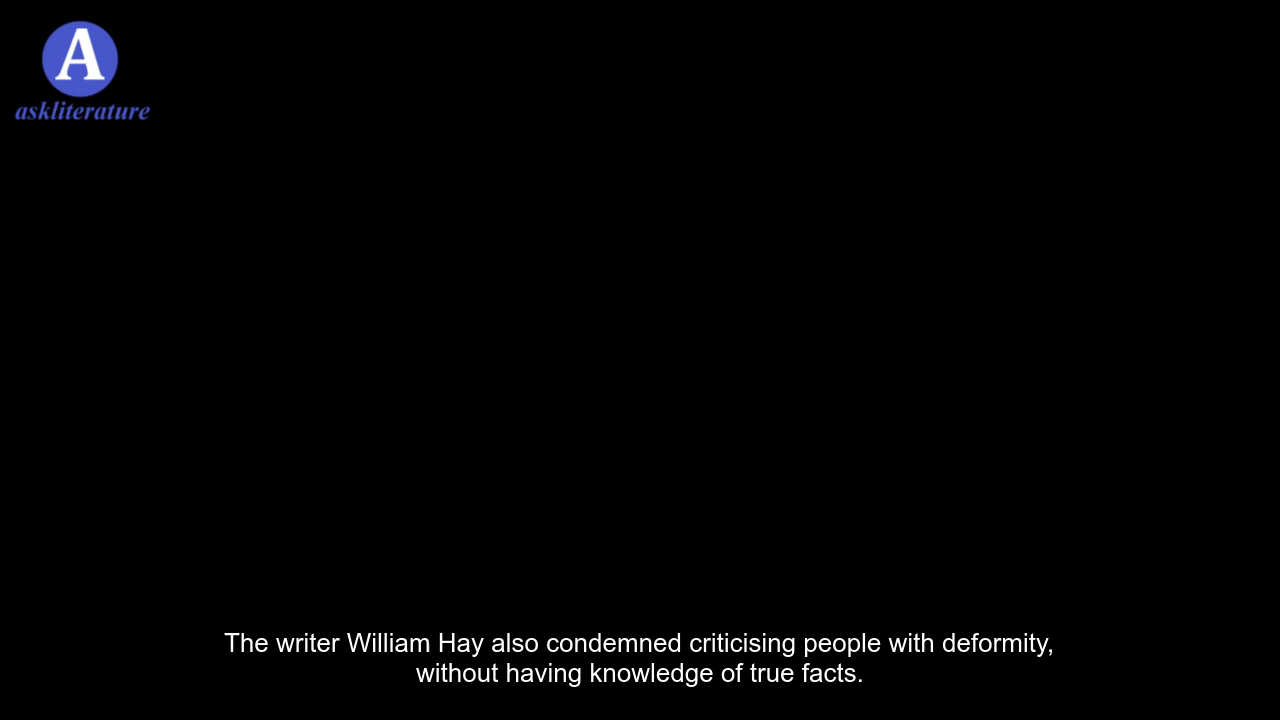 A
askliterature
The writer William Hay also condemned criticising people with deformity,
without having knowledge of true facts.